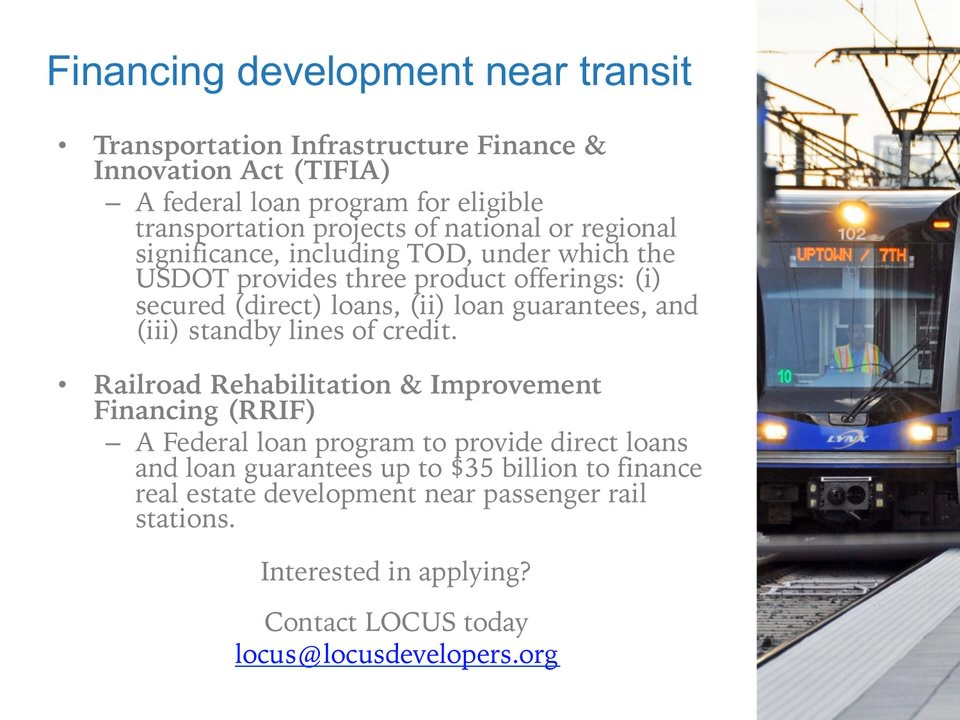 Financing development near transit
• Transportation Infrastructure Finance &
Innovation Act (TIFIA)
– A federal loan program for eligible
transportation projects of national or regional
significance, including TOD, under which the
USDOT provides three product offerings: (i)
secured (direct) loans, (ii) loan guarantees, and
(iii) standby lines of credit.
• Railroad Rehabilitation & Improvement
Financing (RRIF)
– A Federal loan program to provide direct loans
and loan guarantees up to $35 billion to finance
real estate development near passenger rail
stations.
Interested in applying?
Contact LOCUS today
locus@locusdevelopers.org
102
UPTOWN / 7TH
10
LYNX